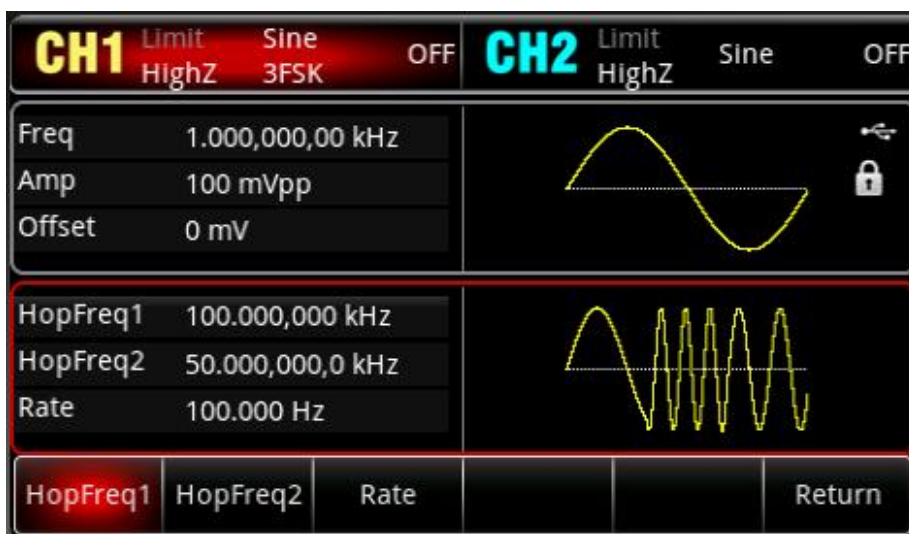 CH1 Limit Sine OFF CH2 Limit Sine OFF
HighZ 3FSK HighZ
Freq 1.000,000,00 kHz
Amp 100 mVpp
Offset 0 mV
HopFreq1 100.000,000 kHz
HopFreq2 50.000,000,0 kHz
Rate 100.000 Hz
HopFreq1 HopFreq2 Rate Return